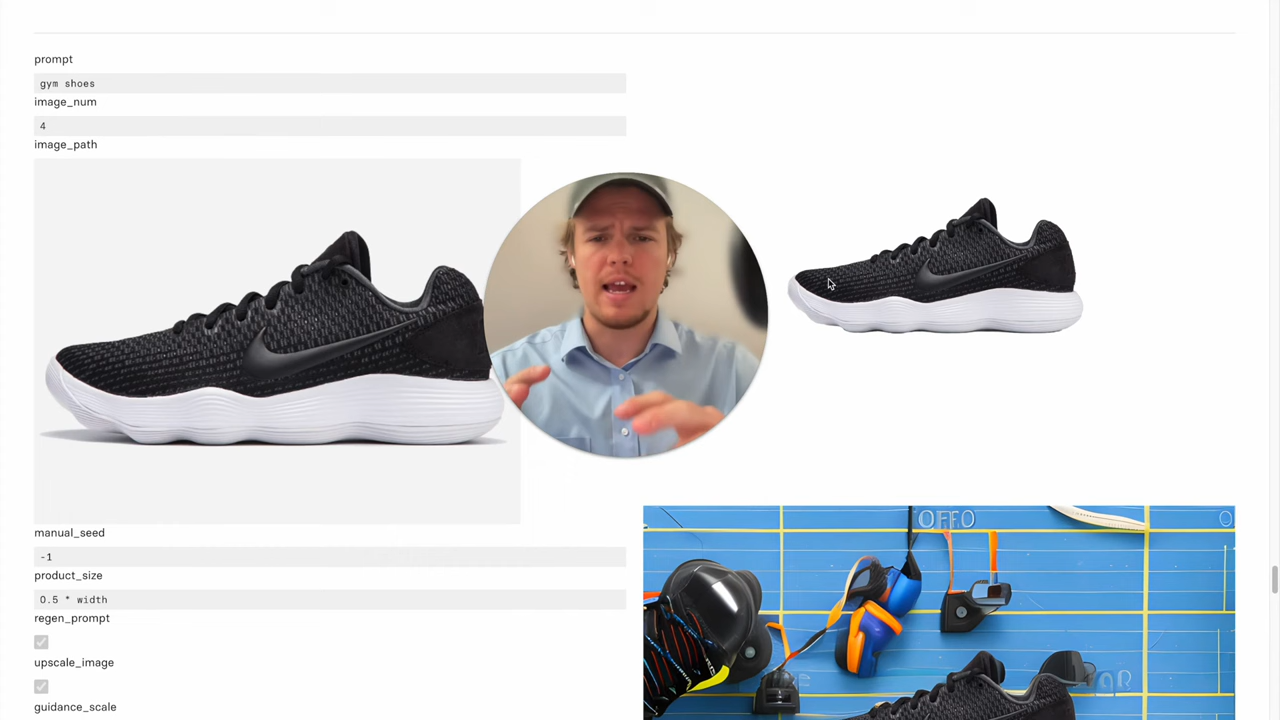 prompt
gym shoes
image_num
4
image_path
manual_seed
-1
product_size
0.5 * width
regen_prompt
upscale_image
guidance_scale